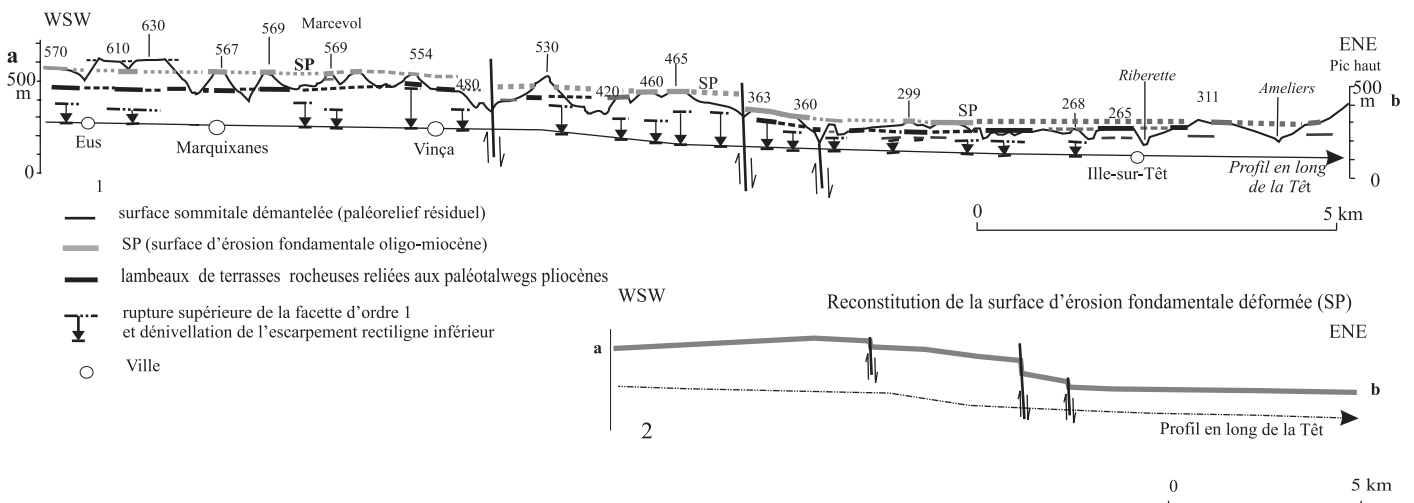 WSW
ENE
Pic haut
a
b
570
610
630
567
569
Marcevol
SP
569
554
480
530
420
460
465
SP
363
360
299
SP
268
265
Riberette
311
Ameliers
500
m
0
500
m
0
Eus
Marquixanes
Vinça
Ille-sur-Têt
Profil en long
de la Têt
1
0
5 km
surface sommitale démantelée (paléorelief résiduel)
SP (surface d'érosion fondamentale oligo-miocène)
lambeaux de terrasses rocheuses reliées aux paléotalwegs pliocènes
rupture supérieure de la facette d'ordre 1
et dénivellation de l'escarpement rectiligne inférieur
Ville
WSW
Reconstitution de la surface d'érosion fondamentale déformée (SP)
ENE
a
b
2
Profil en long de la Têt
0
5 km